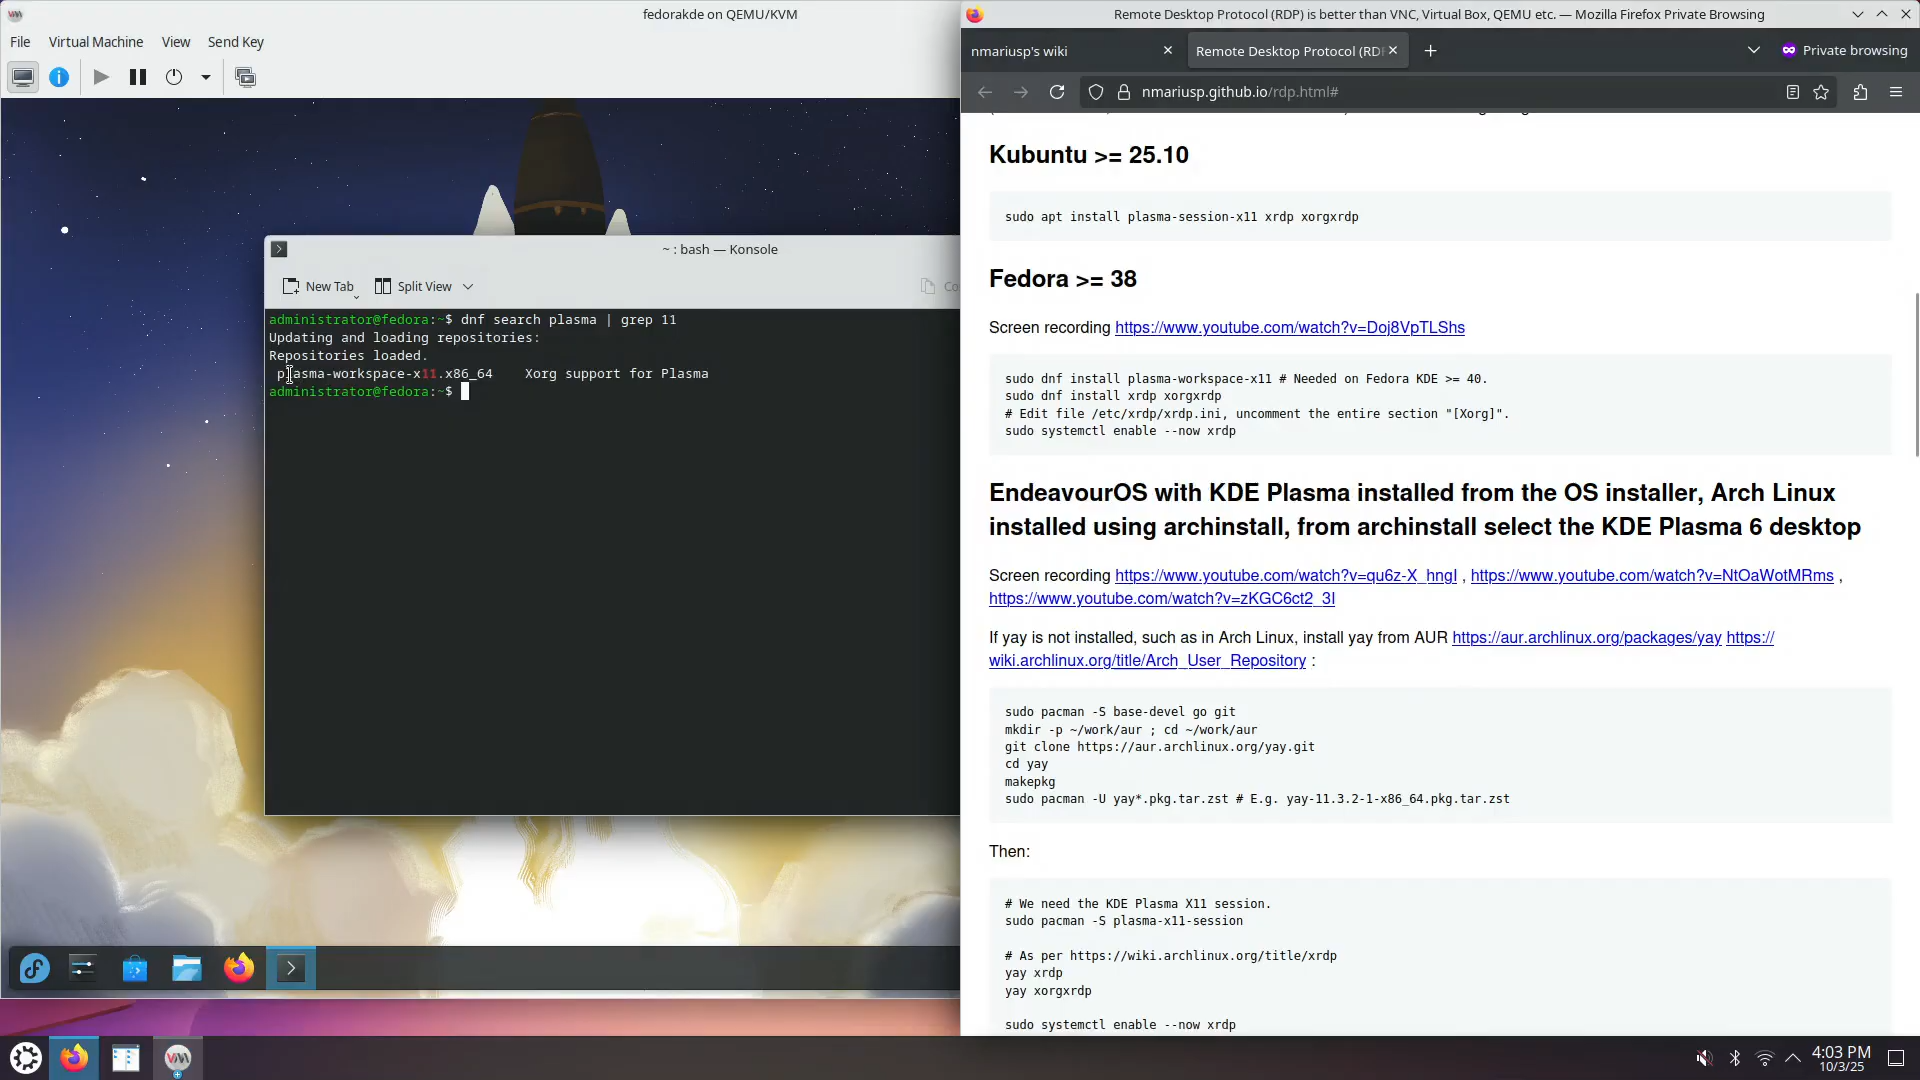 fedorakde on QEMU/KVM
File Virtual Machine View Send Key
~ : bash — Konsole
New Tab Split View Co
administrator@fedora:~$ dnf search plasma | grep 11
Updating and loading repositories:
Repositories loaded.
plasma-workspace-x11.x86_64    Xorg support for Plasma
administrator@fedora:~$
Remote Desktop Protocol (RDP) is better than VNC, Virtual Box, QEMU etc. — Mozilla Firefox Private Browsing
nmariusp's wiki
Remote Desktop Protocol (RD
Private browsing
nmariusp.github.io/rdp.html#
Kubuntu >= 25.10
sudo apt install plasma-session-x11 xrdp xorgxrdp
Fedora >= 38
Screen recording https://www.youtube.com/watch?v=Doj8VpTLShs
sudo dnf install plasma-workspace-x11 # Needed on Fedora KDE >= 40.
sudo dnf install xrdp xorgxrdp
# Edit file /etc/xrdp/xrdp.ini, uncomment the entire section "[Xorg]".
sudo systemctl enable --now xrdp
EndeavourOS with KDE Plasma installed from the OS installer, Arch Linux
installed using archinstall, from archinstall select the KDE Plasma 6 desktop
Screen recording https://www.youtube.com/watch?v=qu6z-X_hngI , https://www.youtube.com/watch?v=NtOaWotMRms ,
https://www.youtube.com/watch?v=zKGC6ct2_3I
If yay is not installed, such as in Arch Linux, install yay from AUR https://aur.archlinux.org/packages/yay https://
wiki.archlinux.org/title/Arch_User_Repository :
sudo pacman -S base-devel go git
mkdir -p ~/work/aur ; cd ~/work/aur
git clone https://aur.archlinux.org/yay.git
cd yay
makepkg
sudo pacman -U yay*.pkg.tar.zst # E.g. yay-11.3.2-1-x86_64.pkg.tar.zst
Then:
# We need the KDE Plasma X11 session.
sudo pacman -S plasma-x11-session
# As per https://wiki.archlinux.org/title/xrdp
yay xrdp
yay xorgxrdp
sudo systemctl enable --now xrdp
4:03 PM
10/3/25